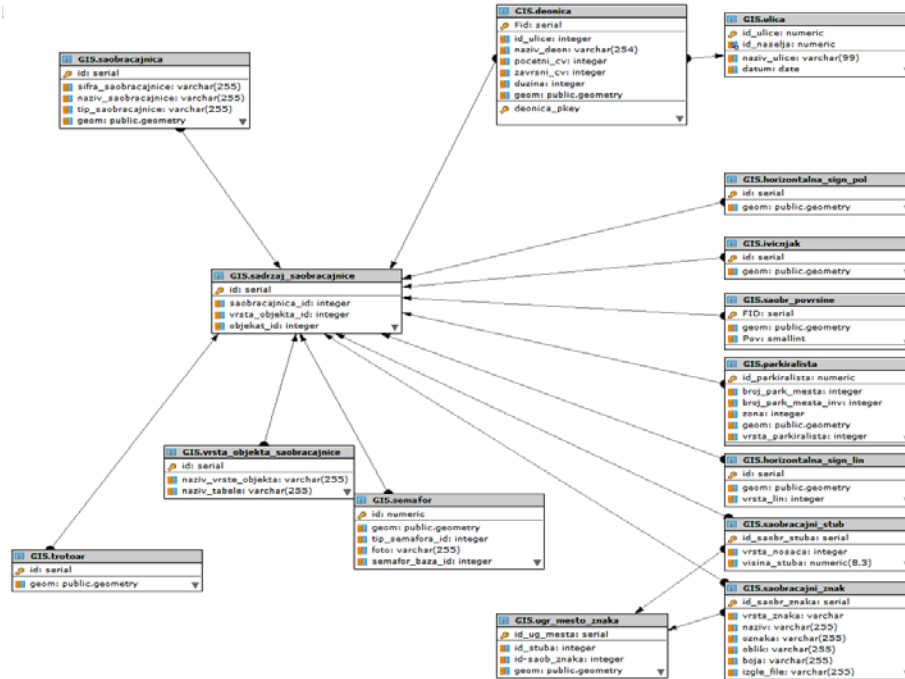 GIS.saobracajnica
id: serial
sifra_saobracajnice: varchar(255)
naziv_saobracajnice: varchar(255)
tip_saobracajnice: varchar(255)
geom: public.geometry
GIS.deonica
Fid: serial
id_ulice: integer
naziv_deon: varchar(254)
pocetni_cv: integer
zavrsni_cv: integer
duzina: integer
geom: public.geometry
deonica_pkey
GIS.ulica
id_ulice: numeric
id_naselja: numeric
naziv_ulice: varchar(99)
datum: date
GIS.horizontalna_sign_pol
id: serial
geom: public.geometry
GIS.ivicnjak
id: serial
geom: public.geometry
GIS.sadrzaj_saobracajnice
id: serial
saobracajnica_id: integer
vrsta_objekta_id: integer
objekat_id: integer
GIS.saobr_povrsine
FID: serial
geom: public.geometry
Pov: smallint
GIS.parkiralista
id_parkiralista: numeric
broj_park_mesta: integer
broj_park_mesta_inv: integer
zona: integer
geom: public.geometry
vrsta_parkiralista: integer
GIS.vrsta_objekta_saobracajnice
id: serial
naziv_vrste_objekta: varchar(255)
naziv_tabele: varchar(255)
GIS.horizontalna_sign_lin
id: serial
geom: public.geometry
vrsta_lin: integer
GIS.semafor
id: numeric
geom: public.geometry
tip_semafora_id: integer
foto: varchar(255)
semafor_baza_id: integer
GIS.saobracajni_stub
id_saobr_stuba: serial
vrsta_nosaca: integer
visina_stuba: numeric(8.3)
GIS.trotoar
id: serial
geom: public.geometry
GIS.saobracajni_znak
id_saobr_znaka: serial
vrsta_znaka: varchar
naziv: varchar(255)
oznaka: varchar(255)
oblik: varchar(255)
boja: varchar(255)
izgle_file: varchar(255)
GIS.ugr_mesto_znaka
id_ug_mesta: serial
id_stuba: integer
id-saob_znaka: integer
geom: public.geometry